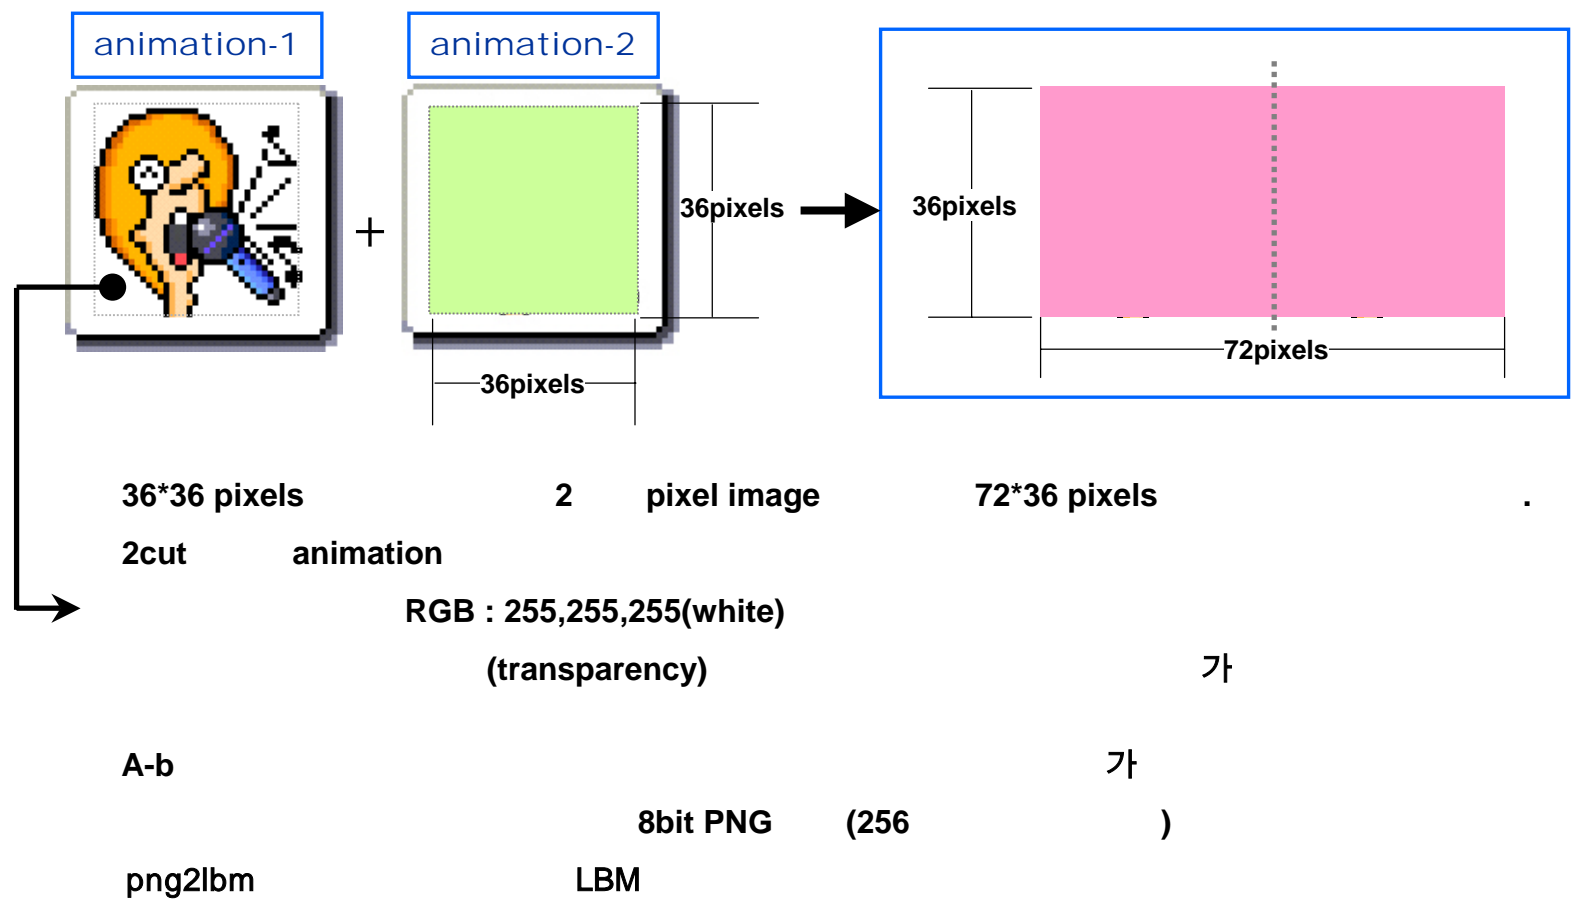 animation-1
animation-2
36pixels
36pixels
36pixels
72pixels
36*36 pixels 2 pixel image 72*36 pixels .
2cut animation
RGB : 255,255,255(white)
(transparency) 가
A-b 가
8bit PNG (256 )
png2lbm LBM